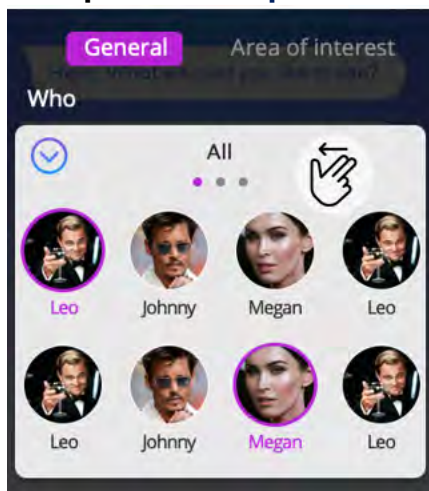 General Area of interest
Who
All
Leo Johnny Megan Leo
Leo Johnny Megan Leo